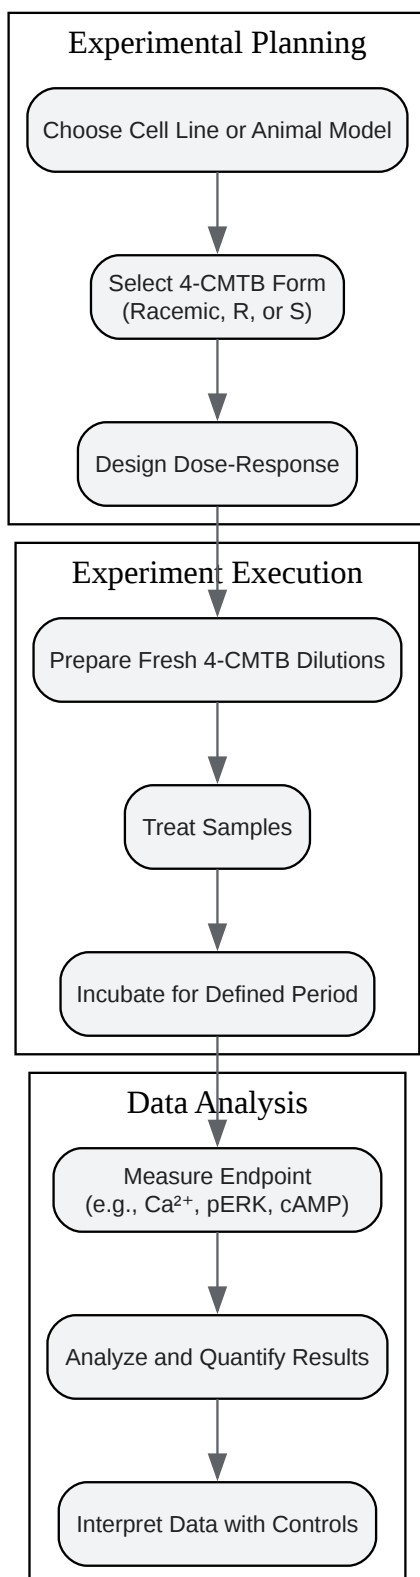 Experimental Planning
Choose Cell Line or Animal Model
Select 4-CMTB Form
(Racemic, R, or S)
Design Dose-Response
Experiment Execution
Prepare Fresh 4-CMTB Dilutions
Treat Samples
Incubate for Defined Period
Data Analysis
Measure Endpoint
(e.g., Ca²⁺, pERK, cAMP)
Analyze and Quantify Results
Interpret Data with Controls